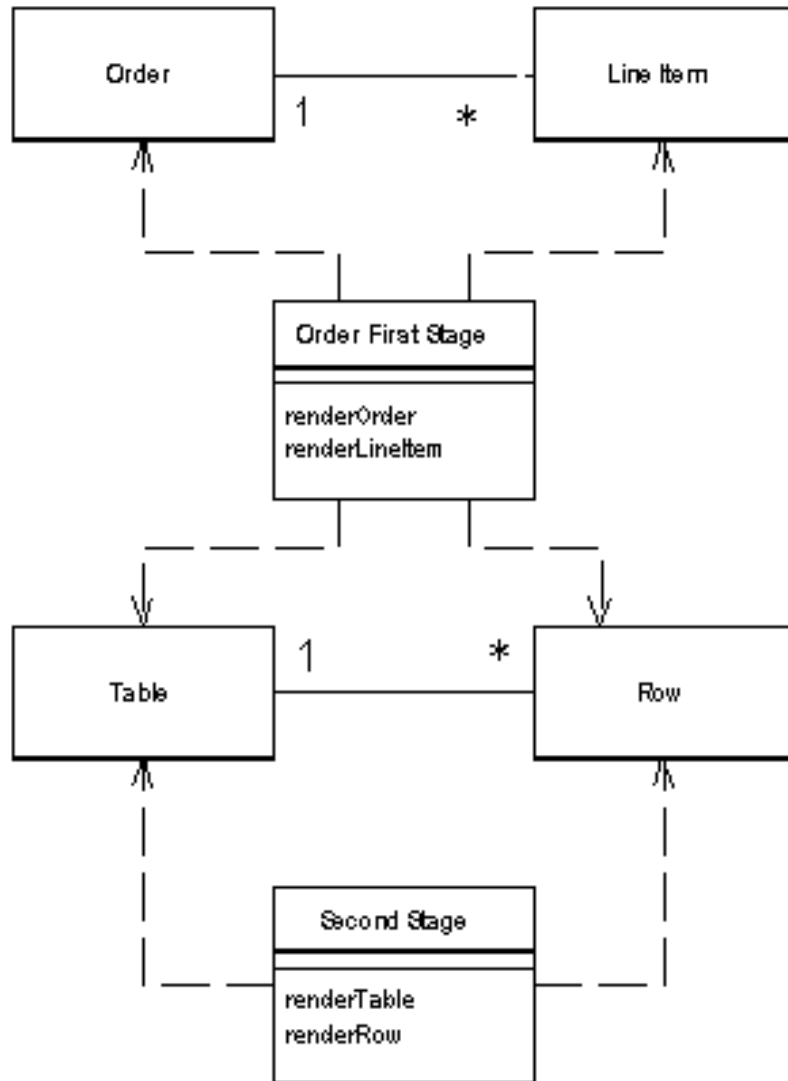 Order
Line Item
1
*
Order First Stage
renderOrder
renderLineItem
1
*
Table
Row
Second Stage
renderTable
renderRow